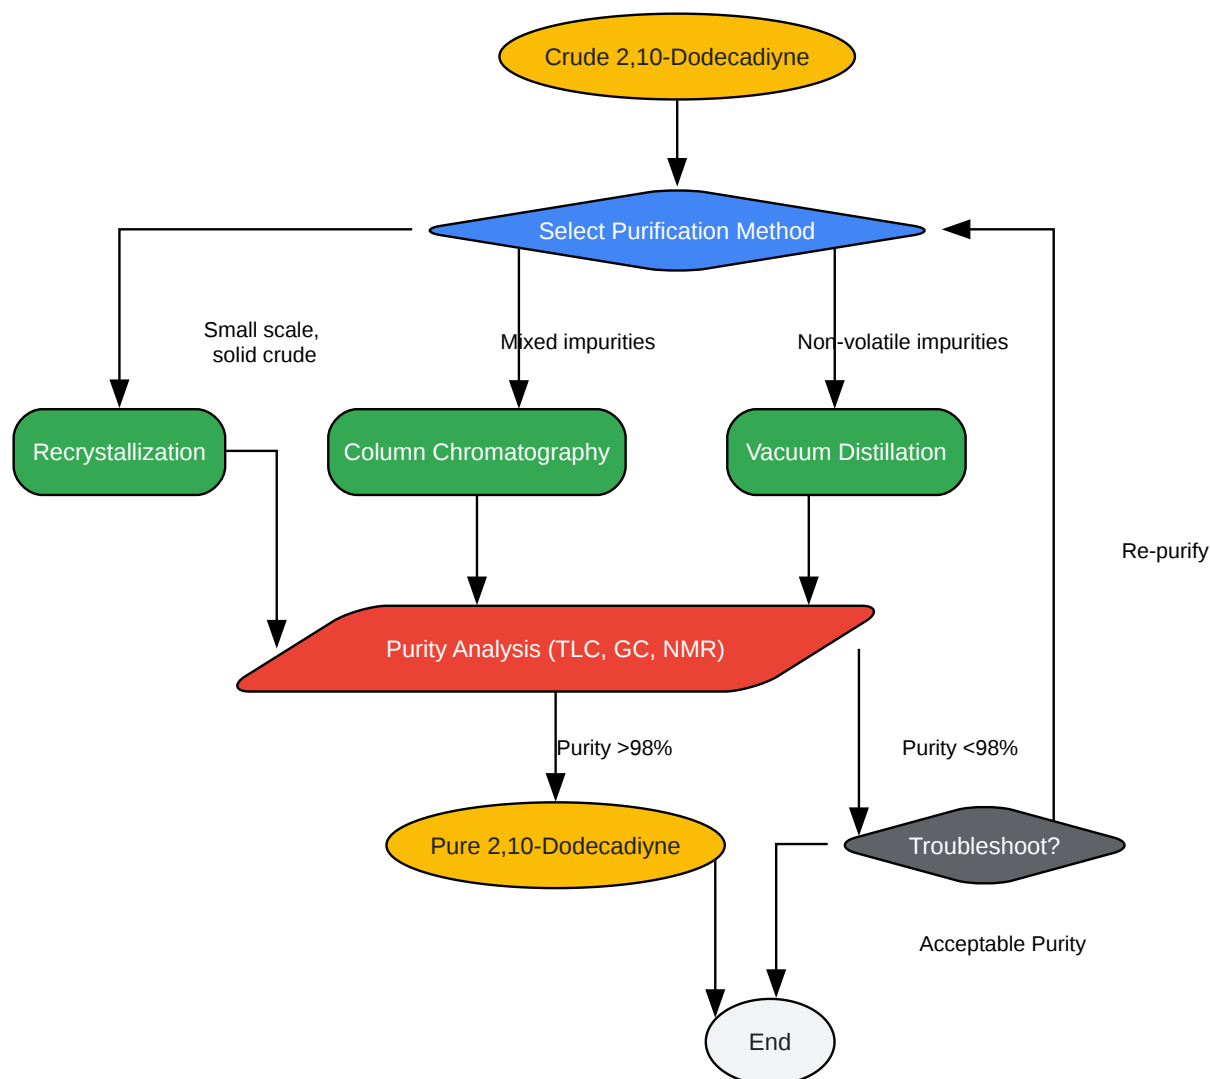 Crude 2,10-Dodecadiyne
Select Purification Method
Small scale,
solid crude
Mixed impurities
Non-volatile impurities
Recrystallization
Column Chromatography
Vacuum Distillation
Re-purify
Purity Analysis (TLC, GC, NMR)
Purity >98%
Purity <98%
Pure 2,10-Dodecadiyne
Troubleshoot?
Acceptable Purity
End